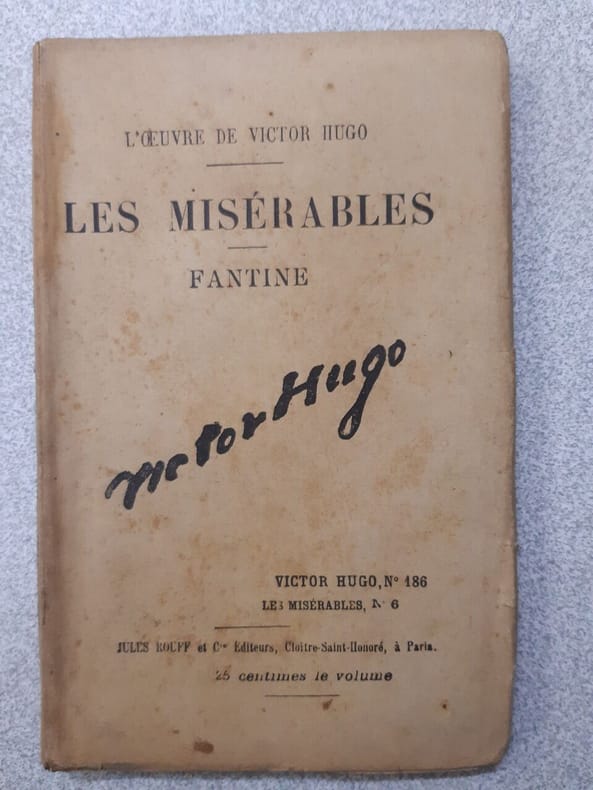 L'ŒUVRE DE VICTOR HUGO
LES MISÉRABLES
FANTINE
Victor Hugo
VICTOR HUGO, N° 186
LES MISÉRABLES, N° 6
JULES ROUFF et Cie Éditeurs, Cloître-Saint-Honoré, à Paris.
25 centimes le volume